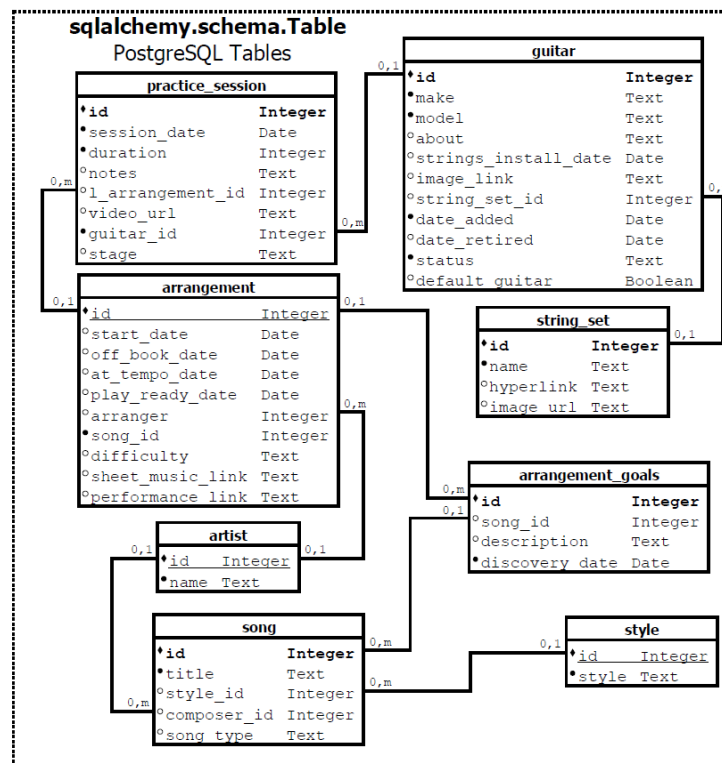 sqlalchemy.schema.Table
PostgreSQL Tables
practice_session
id Integer
session_date Date
duration Integer
notes Text
l_arrangement_id Integer
video_url Text
guitar_id Integer
stage Text
guitar
id Integer
make Text
model Text
about Text
strings_install_date Date
image_link Text
string_set_id Integer
date_added Date
date_retired Date
status Text
default_guitar Boolean
0,1
0,1
0,m
0,m
0,
arrangement
id Integer
start_date Date
off_book_date Date
at_tempo_date Date
play_ready_date Date
arranger Integer
song_id Integer
difficulty Text
sheet_music_link Text
performance_link Text
0,1
0,1
0,m
string_set
id Integer
name Text
hyperlink Text
image_url Text
0,1
arrangement_goals
id Integer
song_id Integer
description Text
discovery_date Date
0,m
0,1
artist
id Integer
name Text
0,1
0,1
song
id Integer
title Text
style_id Integer
composer_id Integer
song_type Text
0,m
0,m
0,m
style
id Integer
style Text
0,1